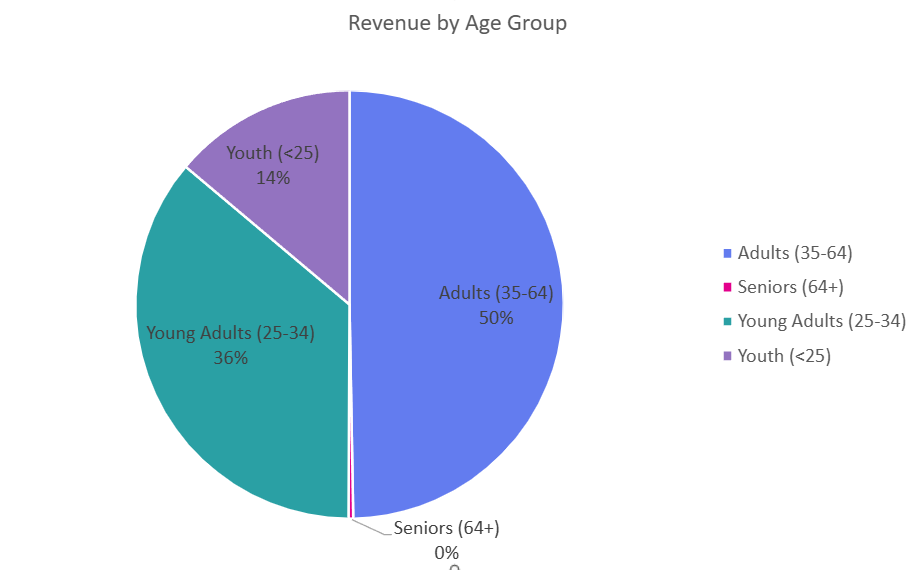 Revenue by Age Group
Youth (<25)
14%
Adults (35-64)
50%
Young Adults (25-34)
36%
Seniors (64+)
0%
Adults (35-64)
Seniors (64+)
Young Adults (25-34)
Youth (<25)